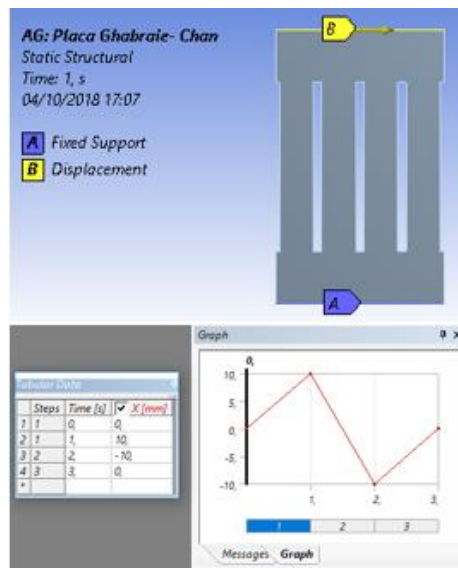 AG: Placa Ghabraie- Chan
Static Structural
Time: 1, s
04/10/2018 17:07
A Fixed Support
B Displacement
B
A
Tabular Data
Steps Time [s] X [mm]
1 1 0, 0,
2 1 1, 10,
3 2 2, -10,
4 3 3, 0,
*
Graph
0,
10,
5,
0,
-5,
-10,
1, 2, 3,
1 2 3
Messages Graph